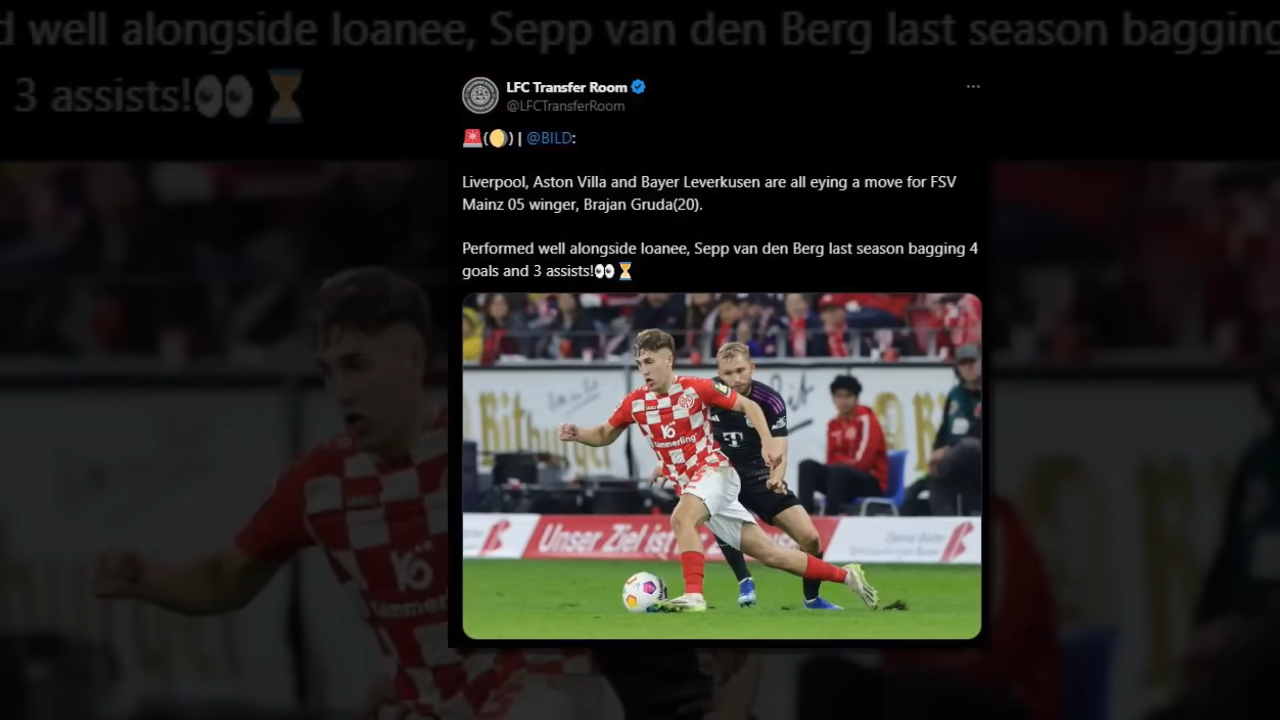 d well alongside loanee, Sepp van den Berg last season bagging
3 assists!👀⏳
LFC Transfer Room
@LFCTransferRoom
🚨(🌖) | @BILD:
Liverpool, Aston Villa and Bayer Leverkusen are all eying a move for FSV
Mainz 05 winger, Brajan Gruda(20).
Performed well alongside loanee, Sepp van den Berg last season bagging 4
goals and 3 assists!👀⏳
Kömmerling
Unser Ziel ist